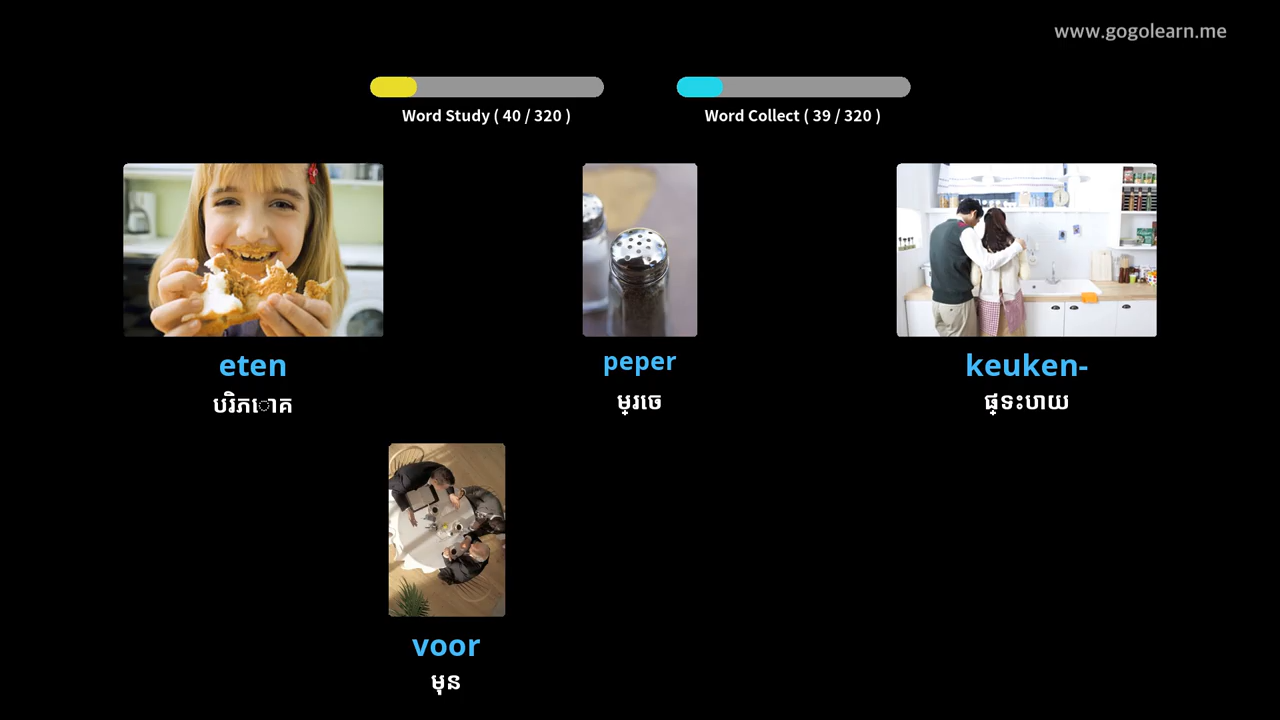 www.gogolearn.me
Word Study ( 40 / 320 )
Word Collect ( 39 / 320 )
eten
peper
keuken-
បរិភោគ
ម្រេច
ផ្ទះបាយ
voor
មុន